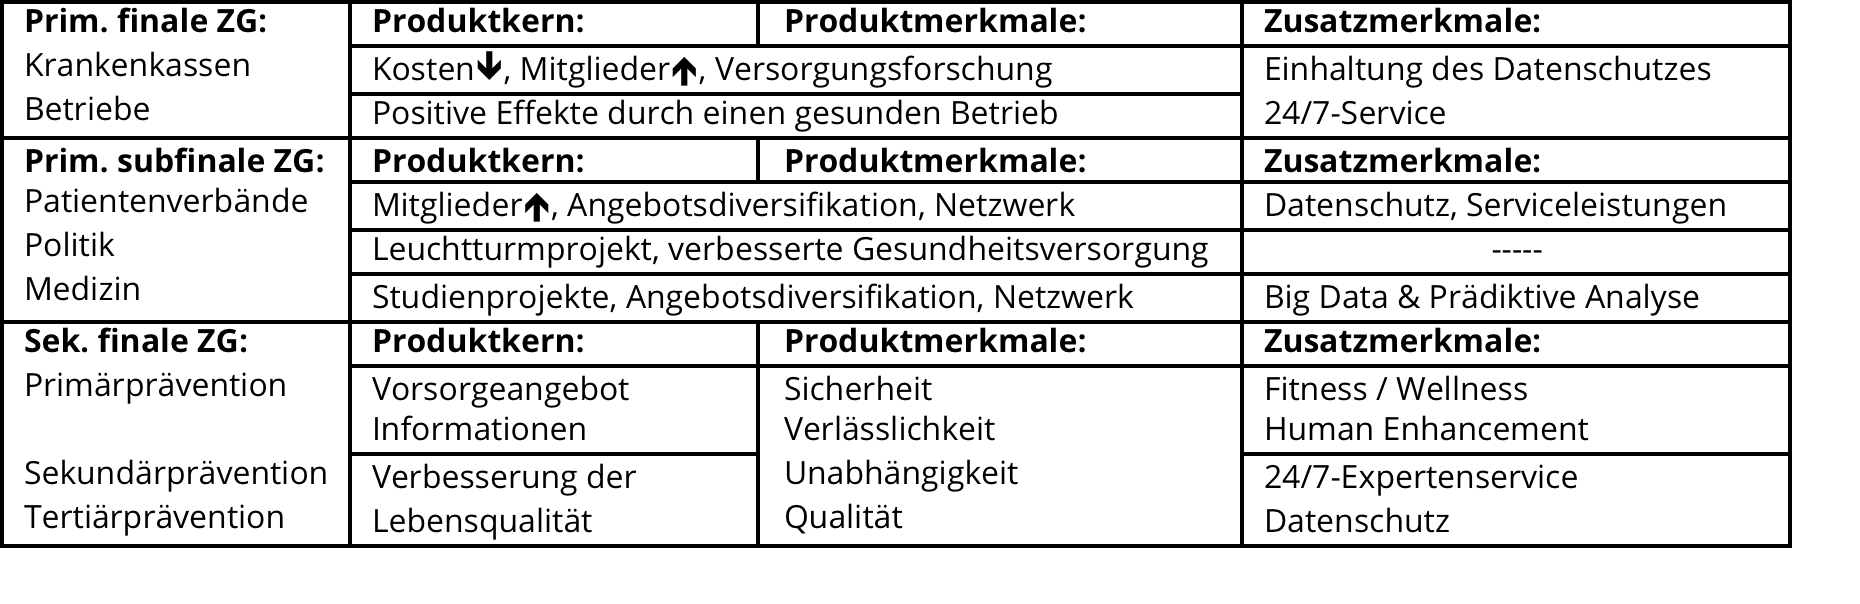 Prim. finale ZG: Produktkern: Produktmerkmale: Zusatzmerkmale:
Krankenkassen Kosten🡇, Mitglieder🡅, Versorgungsforschung Einhaltung des Datenschutzes
Betriebe Positive Effekte durch einen gesunden Betrieb 24/7-Service
Prim. subfinale ZG: Produktkern: Produktmerkmale: Zusatzmerkmale:
Patientenverbände Mitglieder🡅, Angebotsdiversifikation, Netzwerk Datenschutz, Serviceleistungen
Politik Leuchtturmprojekt, verbesserte Gesundheitsversorgung -----
Medizin Studienprojekte, Angebotsdiversifikation, Netzwerk Big Data & Prädiktive Analyse
Sek. finale ZG: Produktkern: Produktmerkmale: Zusatzmerkmale:
Primärprävention Vorsorgeangebot Sicherheit Fitness / Wellness
Informationen Verlässlichkeit Human Enhancement
Sekundärprävention Verbesserung der Unabhängigkeit 24/7-Expertenservice
Tertiärprävention Lebensqualität Qualität Datenschutz